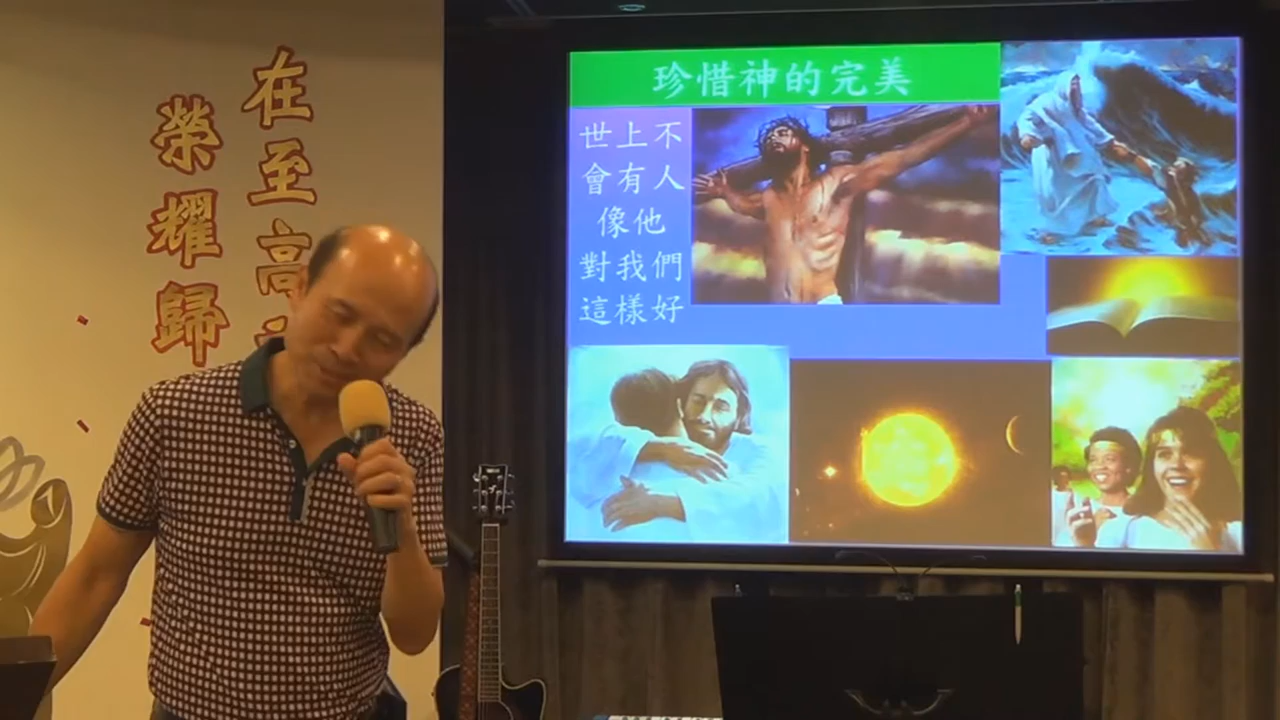 在至高
榮耀歸
珍惜神的完美
世上不
會有人
像他
對我們
這樣好